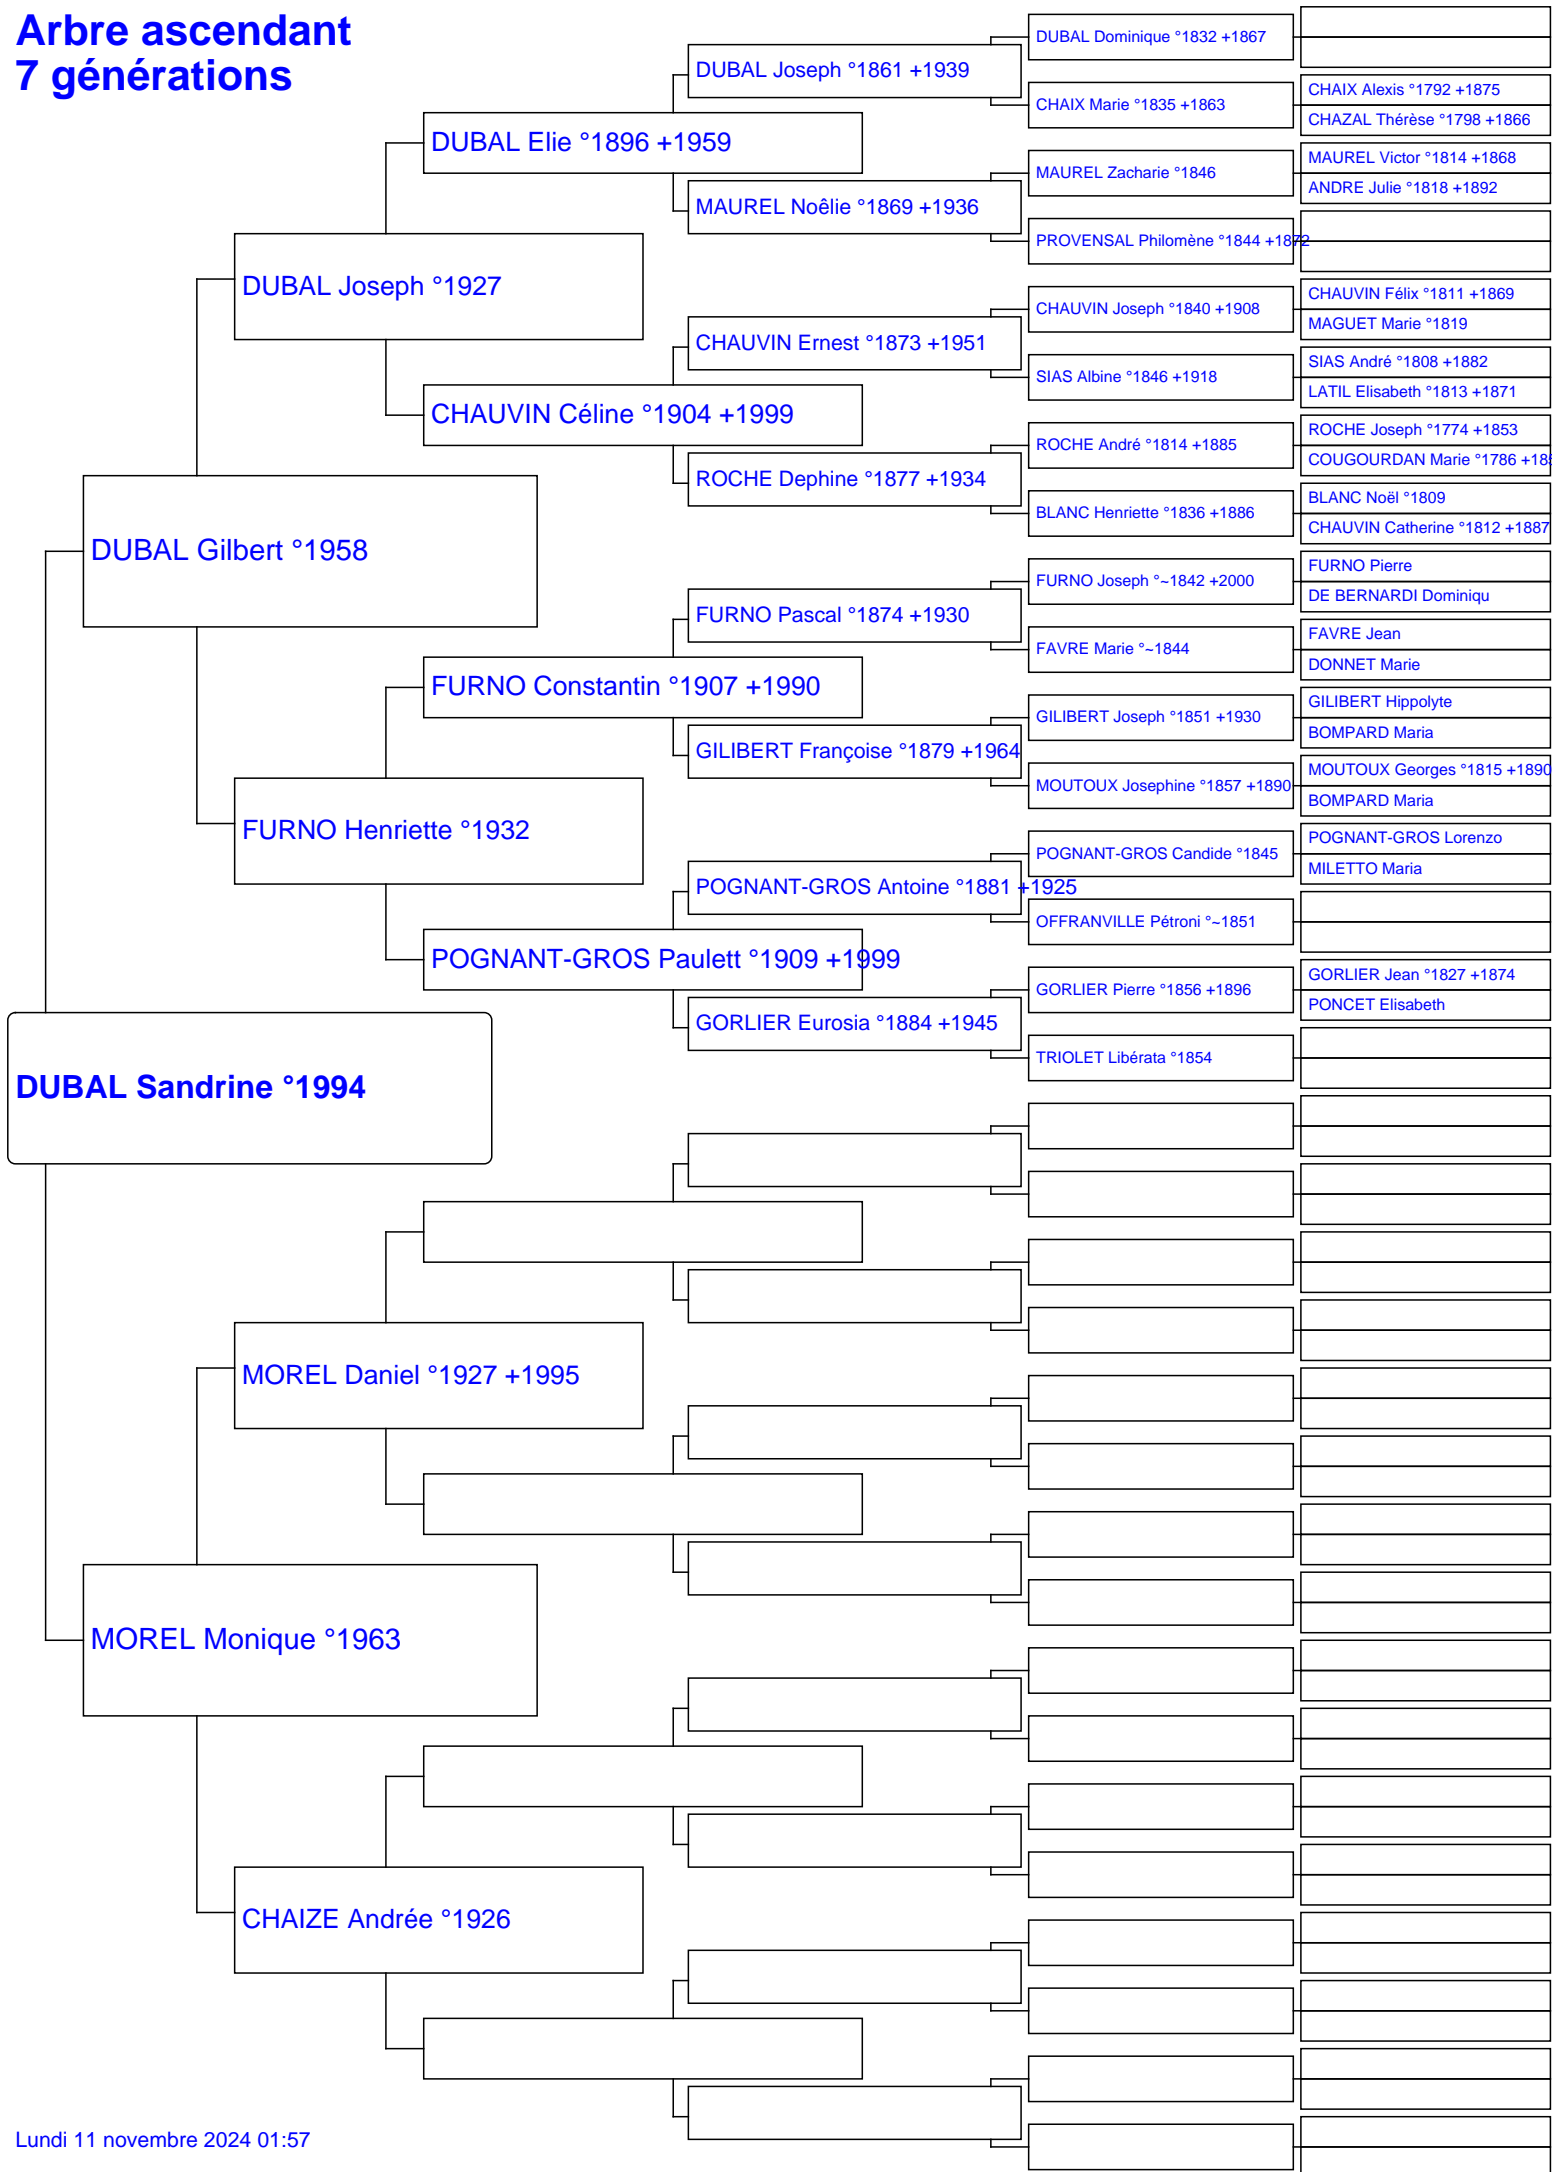 Arbre ascendant
7 générations
DUBAL Sandrine °1994
DUBAL Gilbert °1958
MOREL Monique °1963
DUBAL Joseph °1927
FURNO Henriette °1932
MOREL Daniel °1927 +1995
CHAIZE Andrée °1926
DUBAL Elie °1896 +1959
CHAUVIN Céline °1904 +1999
FURNO Constantin °1907 +1990
POGNANT-GROS Paulett °1909 +1999
DUBAL Joseph °1861 +1939
MAUREL Noêlie °1869 +1936
CHAUVIN Ernest °1873 +1951
ROCHE Dephine °1877 +1934
FURNO Pascal °1874 +1930
GILIBERT Françoise °1879 +1964
POGNANT-GROS Antoine °1881 +1925
GORLIER Eurosia °1884 +1945
DUBAL Dominique °1832 +1867
CHAIX Marie °1835 +1863
MAUREL Zacharie °1846
PROVENSAL Philomène °1844 +1872
CHAUVIN Joseph °1840 +1908
SIAS Albine °1846 +1918
ROCHE André °1814 +1885
BLANC Henriette °1836 +1886
FURNO Joseph °~1842 +2000
FAVRE Marie °~1844
GILIBERT Joseph °1851 +1930
MOUTOUX Josephine °1857 +1890
POGNANT-GROS Candide °1845
OFFRANVILLE Pétroni °~1851
GORLIER Pierre °1856 +1896
TRIOLET Libérata °1854
CHAIX Alexis °1792 +1875
CHAZAL Thérèse °1798 +1866
MAUREL Victor °1814 +1868
ANDRE Julie °1818 +1892
CHAUVIN Félix °1811 +1869
MAGUET Marie °1819
SIAS André °1808 +1882
LATIL Elisabeth °1813 +1871
ROCHE Joseph °1774 +1853
COUGOURDAN Marie °1786
BLANC Noël °1809
CHAUVIN Catherine °1812 +1887
FURNO Pierre
DE BERNARDI Dominiqu
FAVRE Jean
DONNET Marie
GILIBERT Hippolyte
BOMPARD Maria
MOUTOUX Georges °1815 +1890
BOMPARD Maria
POGNANT-GROS Lorenzo
MILETTO Maria
GORLIER Jean °1827 +1874
PONCET Elisabeth
Lundi 11 novembre 2024 01:57